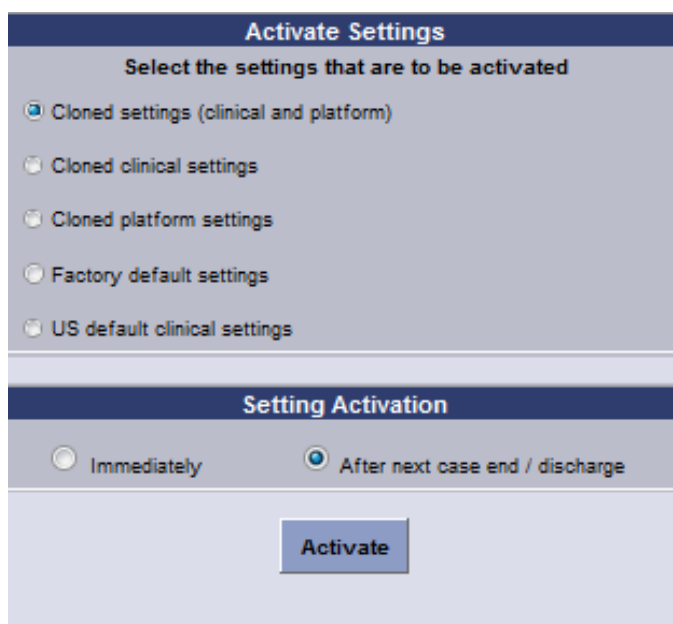 Activate Settings
Select the settings that are to be activated
Cloned settings (clinical and platform)
Cloned clinical settings
Cloned platform settings
Factory default settings
US default clinical settings
Setting Activation
Immediately After next case end / discharge
Activate